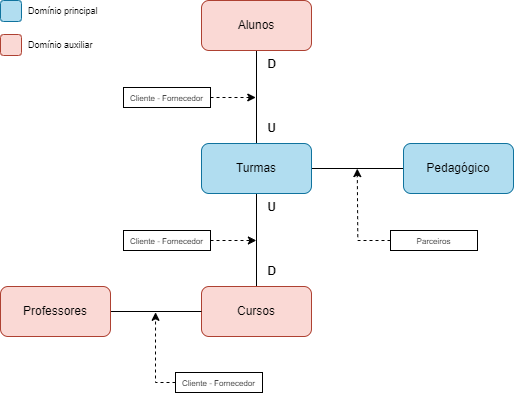 Domínio principal
Domínio auxiliar
Alunos
D
Cliente - Fornecedor
U
Turmas
Pedagógico
U
Cliente - Fornecedor
Parceiros
D
Professores
Cursos
Cliente - Fornecedor